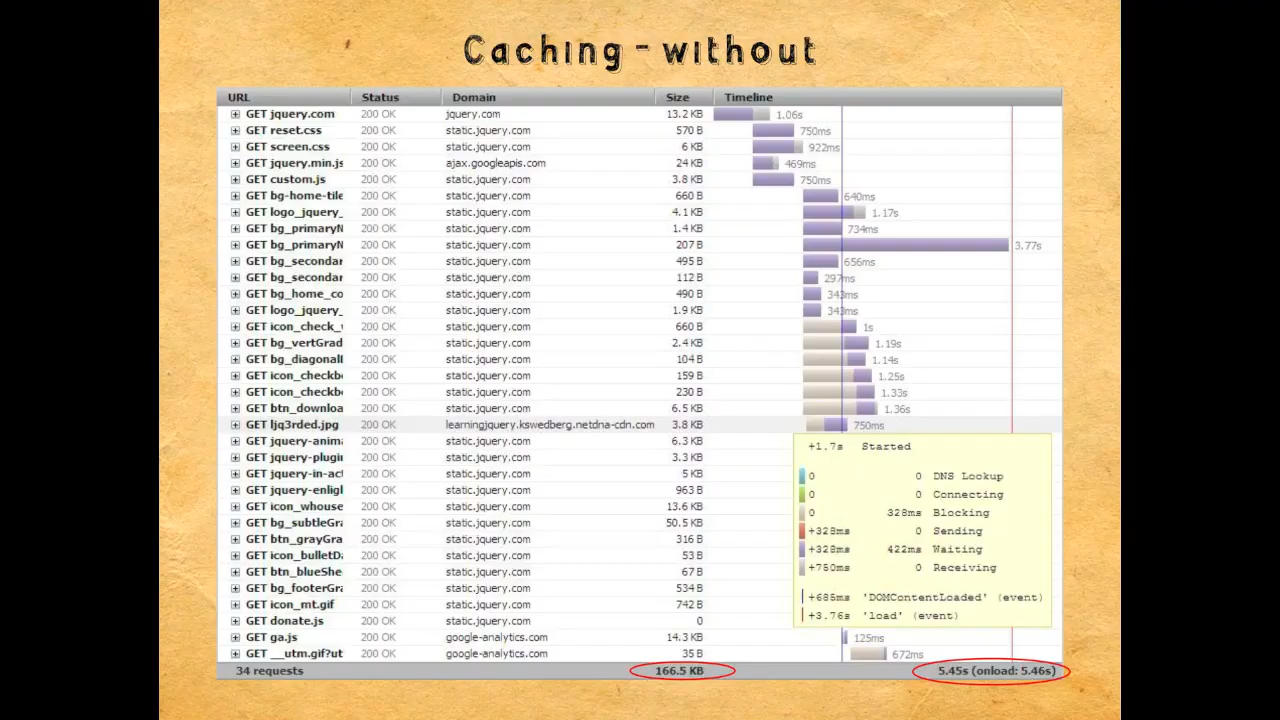 Caching - without
URL Status Domain Size Timeline
GET jquery.com 200 OK jquery.com 13.2 KB 1.06s
GET reset.css 200 OK static.jquery.com 570 B 750ms
GET screen.css 200 OK static.jquery.com 6 KB 922ms
GET jquery.min.js 200 OK ajax.googleapis.com 24 KB 469ms
GET custom.js 200 OK static.jquery.com 3.8 KB 750ms
GET bg-home-tile 200 OK static.jquery.com 660 B 640ms
GET logo_jquery_ 200 OK static.jquery.com 4.1 KB 1.17s
GET bg_primaryN 200 OK static.jquery.com 1.4 KB 734ms
GET bg_primaryN 200 OK static.jquery.com 207 B 3.77s
GET bg_secondar 200 OK static.jquery.com 495 B 656ms
GET bg_secondar 200 OK static.jquery.com 112 B 297ms
GET bg_home_co 200 OK static.jquery.com 490 B 343ms
GET logo_jquery_ 200 OK static.jquery.com 1.9 KB 343ms
GET icon_check_ 200 OK static.jquery.com 660 B 1s
GET bg_vertGrad 200 OK static.jquery.com 2.4 KB 1.19s
GET bg_diagonal 200 OK static.jquery.com 104 B 1.14s
GET icon_checkb 200 OK static.jquery.com 159 B 1.25s
GET icon_checkb 200 OK static.jquery.com 230 B 1.33s
GET btn_downloa 200 OK static.jquery.com 6.5 KB 1.36s
GET ljq3rded.jpg 200 OK learningjquery.kswedberg.netdna-cdn.com 3.8 KB 750ms
GET jquery-anima 200 OK static.jquery.com 6.3 KB
GET jquery-plugin 200 OK static.jquery.com 3.3 KB
GET jquery-in-act 200 OK static.jquery.com 5 KB
GET jquery-enligh 200 OK static.jquery.com 963 B
GET icon_whouse 200 OK static.jquery.com 13.6 KB
GET bg_subtleGra 200 OK static.jquery.com 50.5 KB
GET btn_grayGra 200 OK static.jquery.com 316 B
GET icon_bulletD 200 OK static.jquery.com 53 B
GET btn_blueShe 200 OK static.jquery.com 67 B
GET bg_footerGra 200 OK static.jquery.com 534 B
GET icon_mt.gif 200 OK static.jquery.com 742 B
GET donate.js 200 OK static.jquery.com 0
GET ga.js 200 OK google-analytics.com 14.3 KB 125ms
GET __utm.gif?ut 200 OK google-analytics.com 35 B 672ms
34 requests 166.5 KB 5.45s (onload: 5.46s)
+1.7s Started
0 0 DNS Lookup
0 0 Connecting
0 328ms Blocking
+328ms 0 Sending
+328ms 422ms Waiting
+750ms 0 Receiving
+685ms 'DOMContentLoaded' (event)
+3.76s 'load' (event)